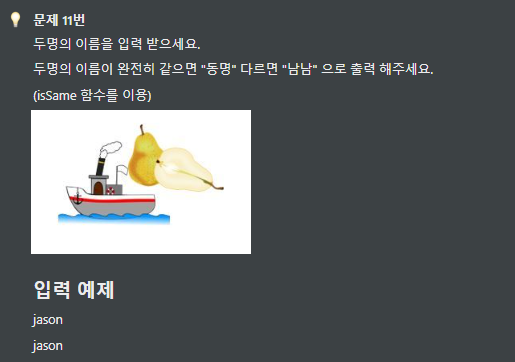 문제 11번
두명의 이름을 입력 받으세요.
두명의 이름이 완전히 같으면 "동명" 다르면 "남남" 으로 출력 해주세요.
(isSame 함수를 이용)
입력 예제
jason
jason